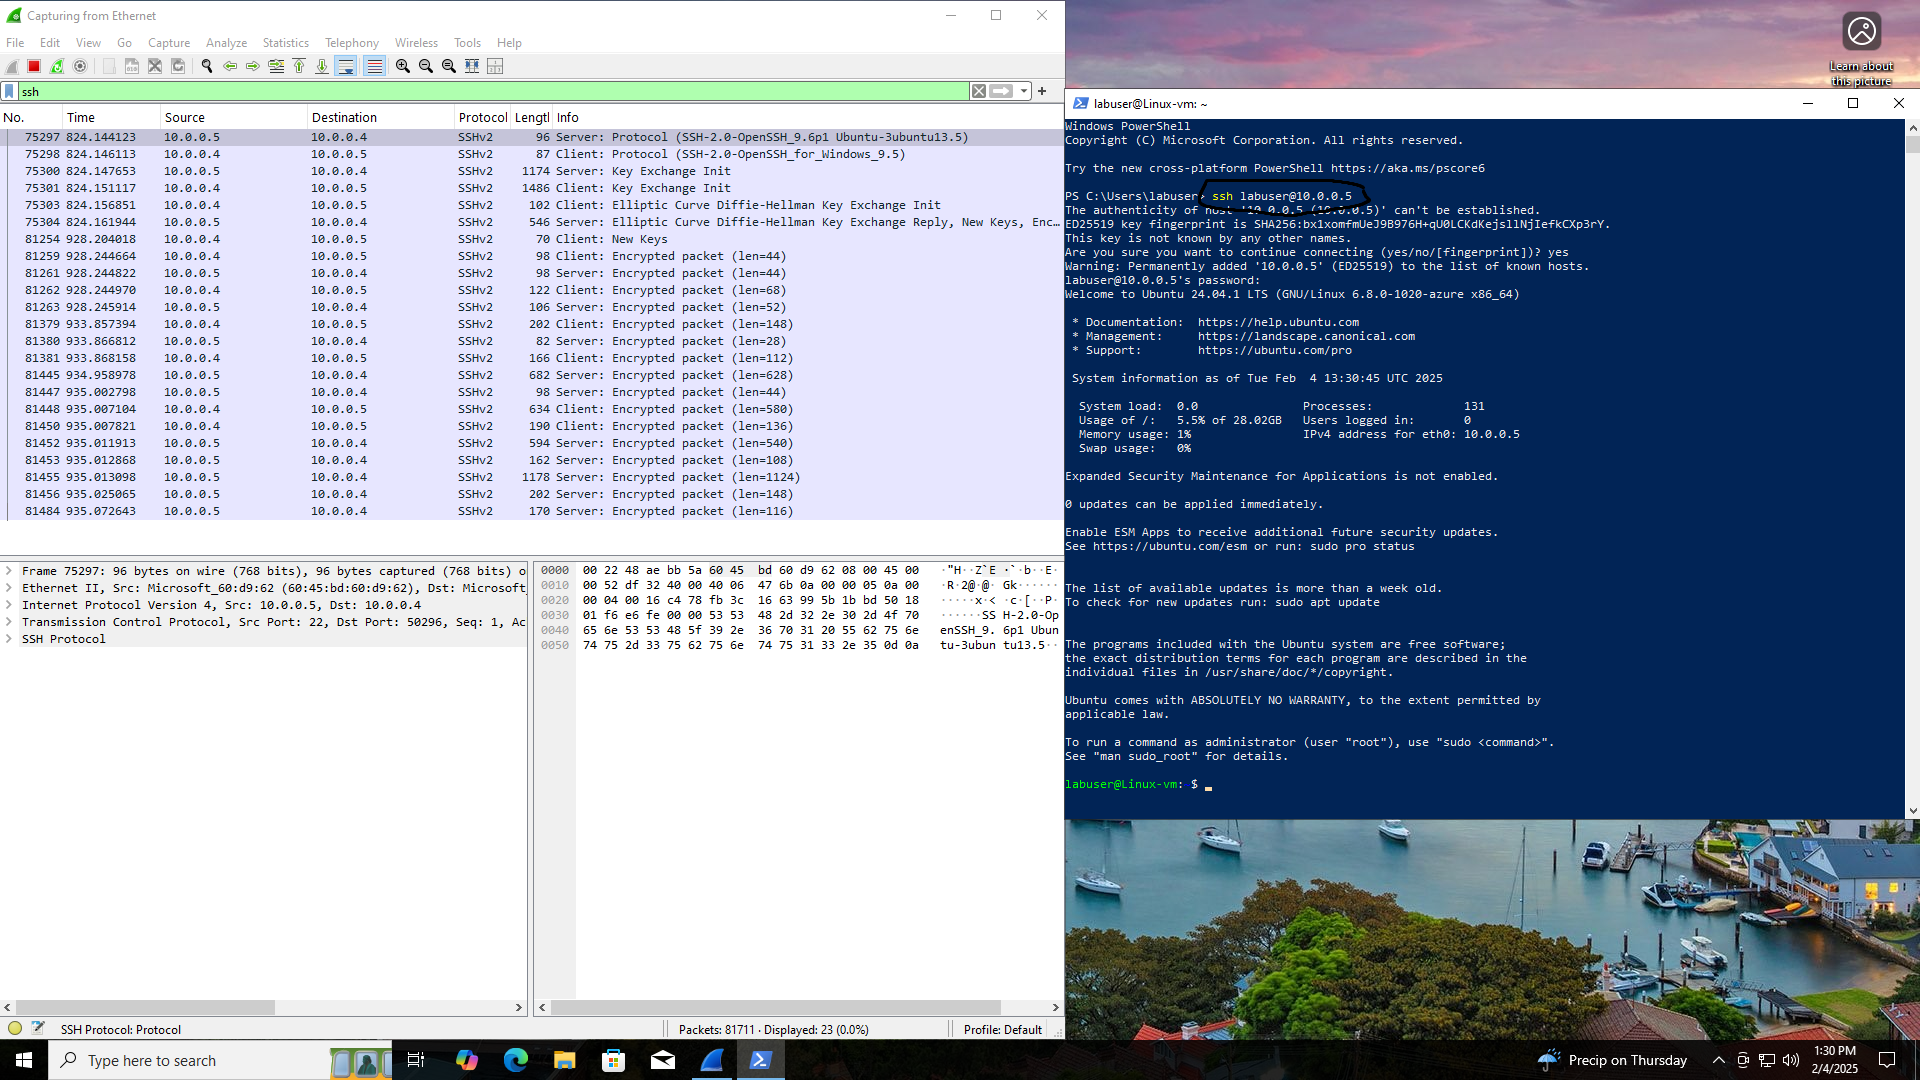 Capturing from Ethernet
File Edit View Go Capture Analyze Statistics Telephony Wireless Tools Help
ssh
No. Time Source Destination Protocol Lengtl Info
75297 824.144123 10.0.0.5 10.0.0.4 SSHv2 96 Server: Protocol (SSH-2.0-OpenSSH_9.6p1 Ubuntu-3ubuntu13.5)
75298 824.146113 10.0.0.4 10.0.0.5 SSHv2 87 Client: Protocol (SSH-2.0-OpenSSH_for_Windows_9.5)
75300 824.147653 10.0.0.5 10.0.0.4 SSHv2 1174 Server: Key Exchange Init
75301 824.151117 10.0.0.4 10.0.0.5 SSHv2 1486 Client: Key Exchange Init
75303 824.156851 10.0.0.4 10.0.0.5 SSHv2 102 Client: Elliptic Curve Diffie-Hellman Key Exchange Init
75304 824.161944 10.0.0.5 10.0.0.4 SSHv2 546 Server: Elliptic Curve Diffie-Hellman Key Exchange Reply, New Keys, Enc…
81254 928.204018 10.0.0.4 10.0.0.5 SSHv2 70 Client: New Keys
81259 928.244664 10.0.0.4 10.0.0.5 SSHv2 98 Client: Encrypted packet (len=44)
81261 928.244822 10.0.0.5 10.0.0.4 SSHv2 98 Server: Encrypted packet (len=44)
81262 928.244970 10.0.0.4 10.0.0.5 SSHv2 122 Client: Encrypted packet (len=68)
81263 928.245914 10.0.0.5 10.0.0.4 SSHv2 106 Server: Encrypted packet (len=52)
81379 933.857394 10.0.0.4 10.0.0.5 SSHv2 202 Client: Encrypted packet (len=148)
81380 933.866812 10.0.0.5 10.0.0.4 SSHv2 82 Server: Encrypted packet (len=28)
81381 933.868158 10.0.0.4 10.0.0.5 SSHv2 166 Client: Encrypted packet (len=112)
81445 934.958978 10.0.0.5 10.0.0.4 SSHv2 682 Server: Encrypted packet (len=628)
81447 935.002798 10.0.0.5 10.0.0.4 SSHv2 98 Server: Encrypted packet (len=44)
81448 935.007104 10.0.0.4 10.0.0.5 SSHv2 634 Client: Encrypted packet (len=580)
81450 935.007821 10.0.0.4 10.0.0.5 SSHv2 190 Client: Encrypted packet (len=136)
81452 935.011913 10.0.0.5 10.0.0.4 SSHv2 594 Server: Encrypted packet (len=540)
81453 935.012868 10.0.0.5 10.0.0.4 SSHv2 162 Server: Encrypted packet (len=108)
81455 935.013098 10.0.0.5 10.0.0.4 SSHv2 1178 Server: Encrypted packet (len=1124)
81456 935.025065 10.0.0.5 10.0.0.4 SSHv2 202 Server: Encrypted packet (len=148)
81484 935.072643 10.0.0.5 10.0.0.4 SSHv2 170 Server: Encrypted packet (len=116)
Frame 75297: 96 bytes on wire (768 bits), 96 bytes captured (768 bits) o
Ethernet II, Src: Microsoft_60:d9:62 (60:45:bd:60:d9:62), Dst: Microsoft_
Internet Protocol Version 4, Src: 10.0.0.5, Dst: 10.0.0.4
Transmission Control Protocol, Src Port: 22, Dst Port: 50296, Seq: 1, Ac
SSH Protocol
0000 00 22 48 ae bb 5a 60 45 bd 60 d9 62 08 00 45 00 ·"H··Z`E ·`·b··E·
0010 00 52 df 32 40 00 40 06 47 6b 0a 00 00 05 0a 00 ·R·2@·@· Gk······
0020 00 04 00 16 c4 78 fb 3c 16 63 99 5b 1b bd 50 18 ·····x·< ·c·[··P·
0030 01 f6 e6 fe 00 00 53 53 48 2d 32 2e 30 2d 4f 70 ······SS H-2.0-Op
0040 65 6e 53 53 48 5f 39 2e 36 70 31 20 55 62 75 6e enSSH_9. 6p1 Ubun
0050 74 75 2d 33 75 62 75 6e 74 75 31 33 2e 35 0d 0a tu-3ubun tu13.5··
SSH Protocol: Protocol
Packets: 81711 · Displayed: 23 (0.0%)
Profile: Default
Learn about
this picture
labuser@Linux-vm: ~
Windows PowerShell
Copyright (C) Microsoft Corporation. All rights reserved.
Try the new cross-platform PowerShell https://aka.ms/pscore6
PS C:\Users\labuser> ssh labuser@10.0.0.5
The authenticity of host '10.0.0.5 (10.0.0.5)' can't be established.
ED25519 key fingerprint is SHA256:bx1xomfmUeJ9B976H+qU0LCKdKejsllNjIefkCXp3rY.
This key is not known by any other names.
Are you sure you want to continue connecting (yes/no/[fingerprint])? yes
Warning: Permanently added '10.0.0.5' (ED25519) to the list of known hosts.
labuser@10.0.0.5's password:
Welcome to Ubuntu 24.04.1 LTS (GNU/Linux 6.8.0-1020-azure x86_64)
* Documentation: https://help.ubuntu.com
* Management: https://landscape.canonical.com
* Support: https://ubuntu.com/pro
System information as of Tue Feb 4 13:30:45 UTC 2025
System load: 0.0 Processes: 131
Usage of /: 5.5% of 28.02GB Users logged in: 0
Memory usage: 1% IPv4 address for eth0: 10.0.0.5
Swap usage: 0%
Expanded Security Maintenance for Applications is not enabled.
0 updates can be applied immediately.
Enable ESM Apps to receive additional future security updates.
See https://ubuntu.com/esm or run: sudo pro status
The list of available updates is more than a week old.
To check for new updates run: sudo apt update
The programs included with the Ubuntu system are free software;
the exact distribution terms for each program are described in the
individual files in /usr/share/doc/*/copyright.
Ubuntu comes with ABSOLUTELY NO WARRANTY, to the extent permitted by
applicable law.
To run a command as administrator (user "root"), use "sudo <command>".
See "man sudo_root" for details.
labuser@Linux-vm: $
Type here to search
Precip on Thursday
1:30 PM
2/4/2025